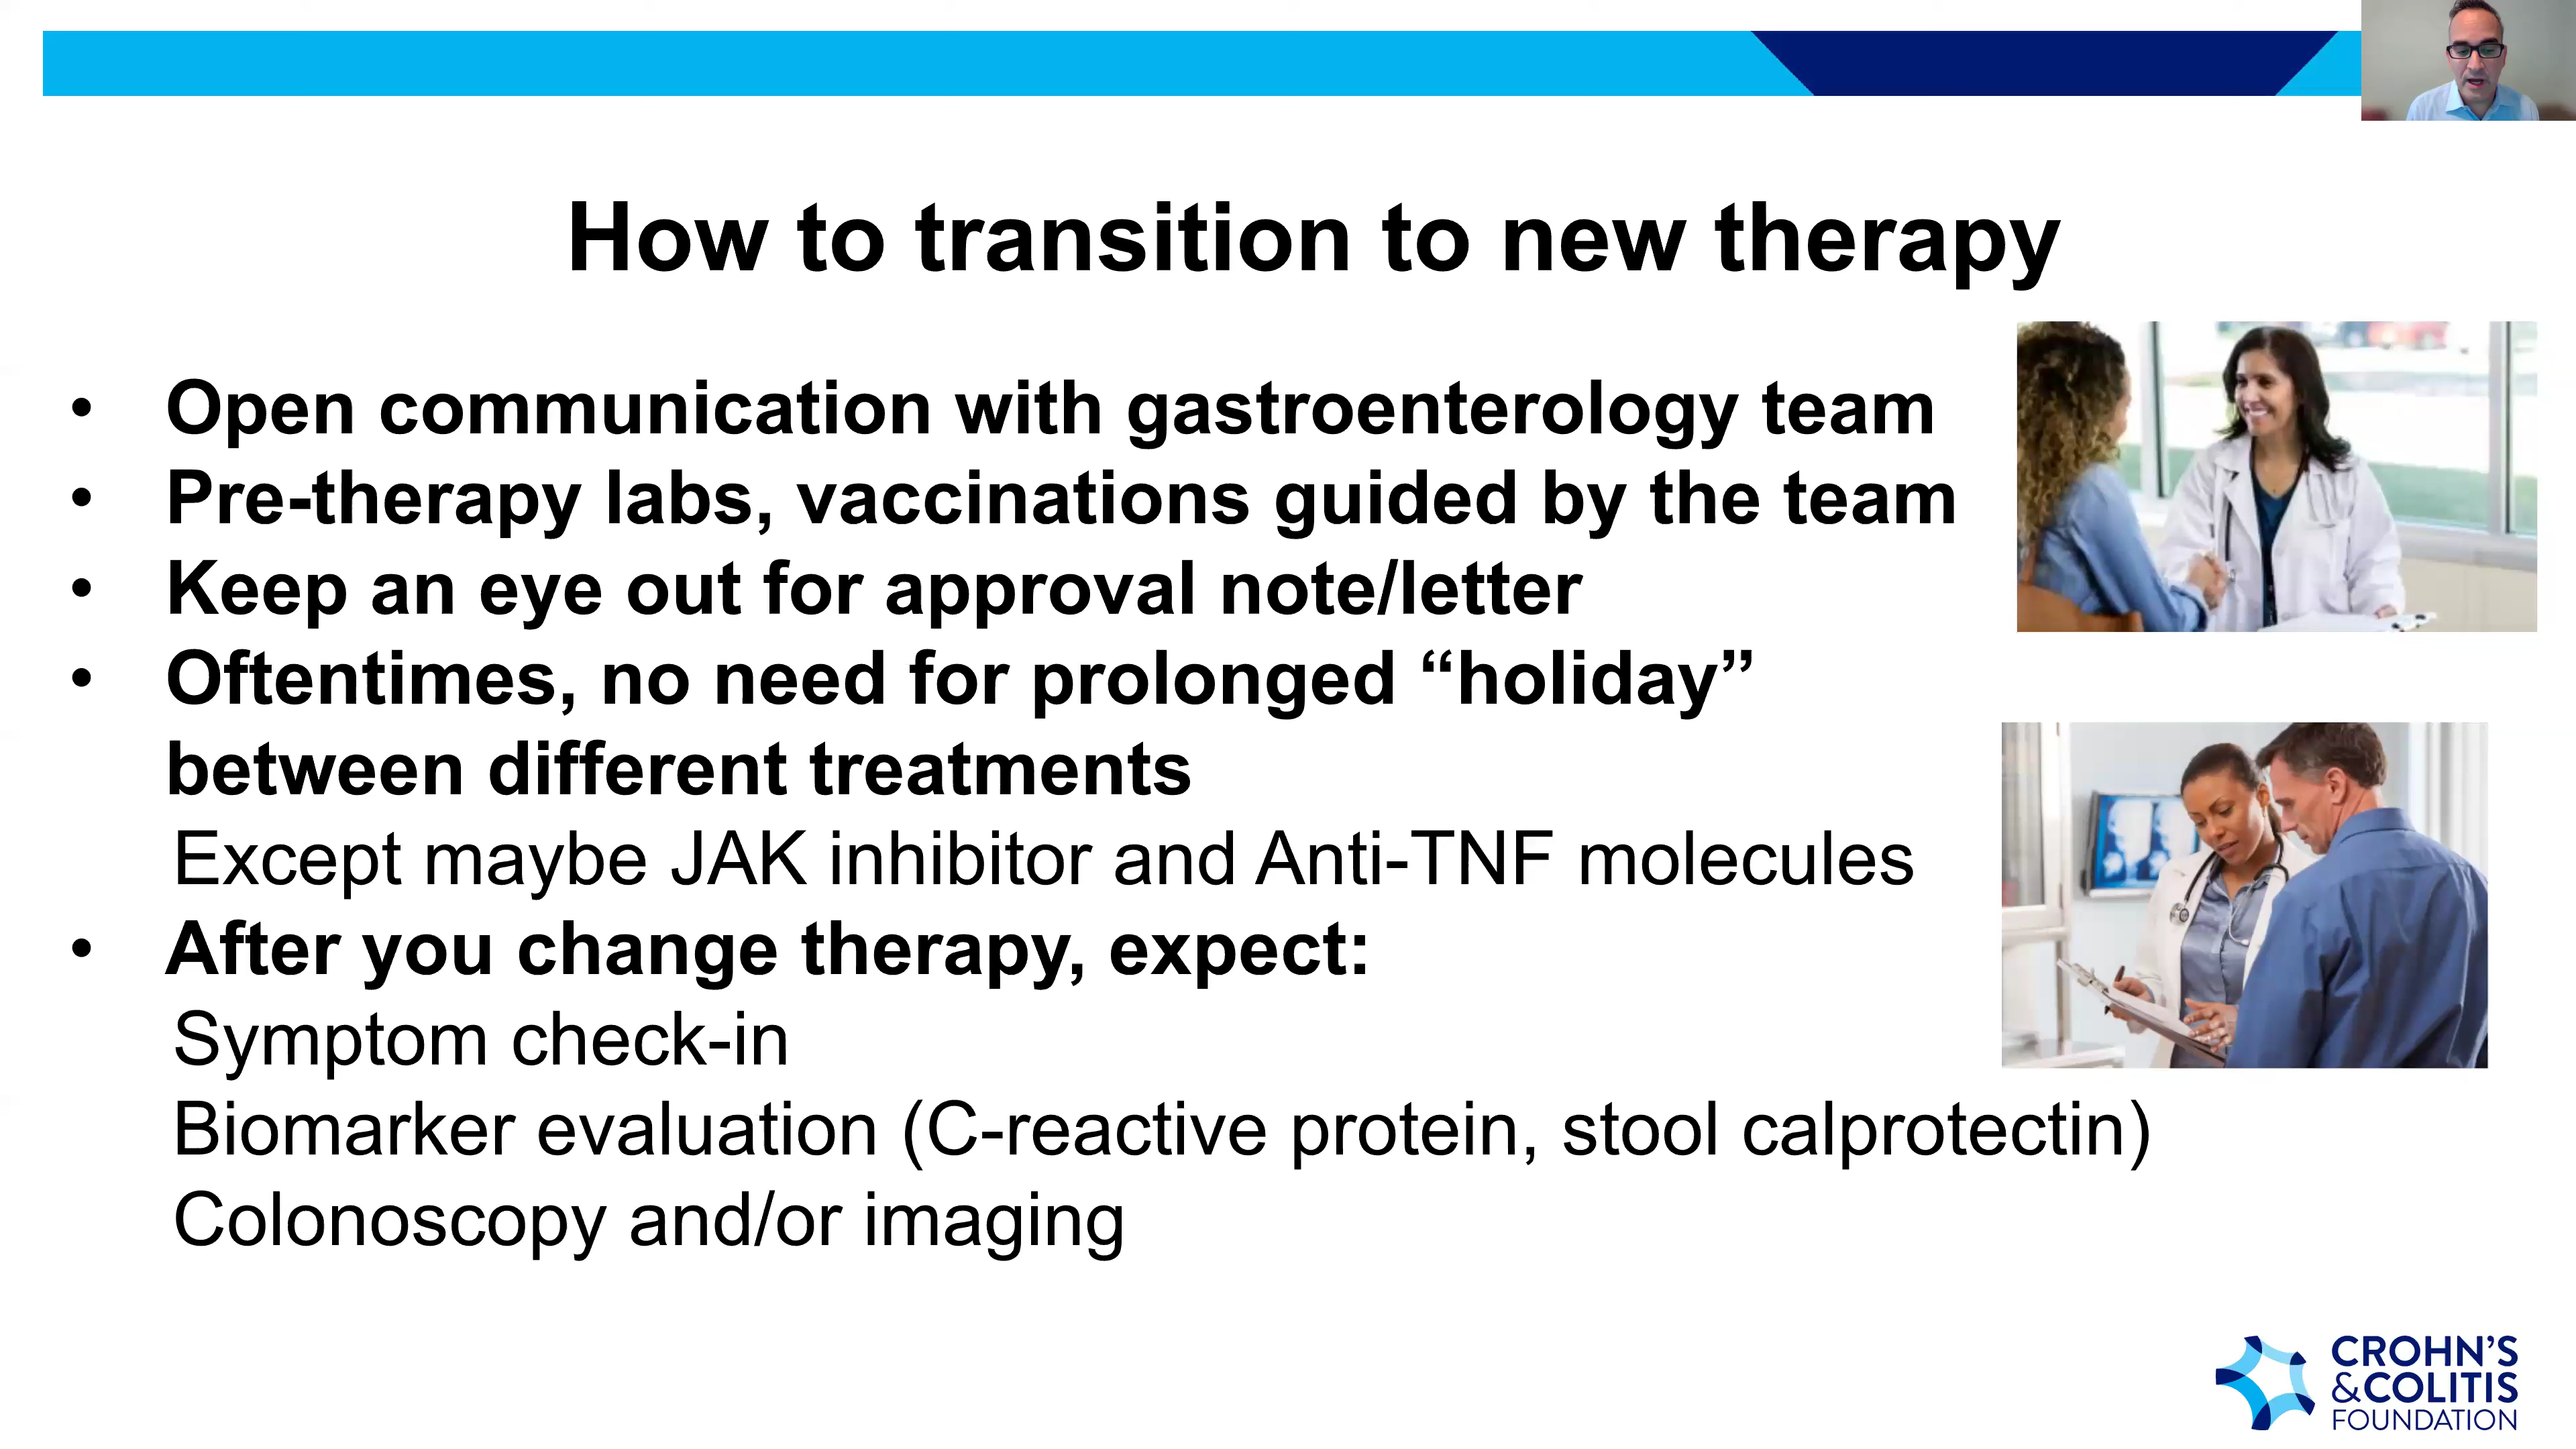 How to transition to new therapy
• Open communication with gastroenterology team
• Pre-therapy labs, vaccinations guided by the team
• Keep an eye out for approval note/letter
• Oftentimes, no need for prolonged “holiday”
between different treatments
Except maybe JAK inhibitor and Anti-TNF molecules
• After you change therapy, expect:
Symptom check-in
Biomarker evaluation (C-reactive protein, stool calprotectin)
Colonoscopy and/or imaging
CROHN’S
&COLITIS
FOUNDATION